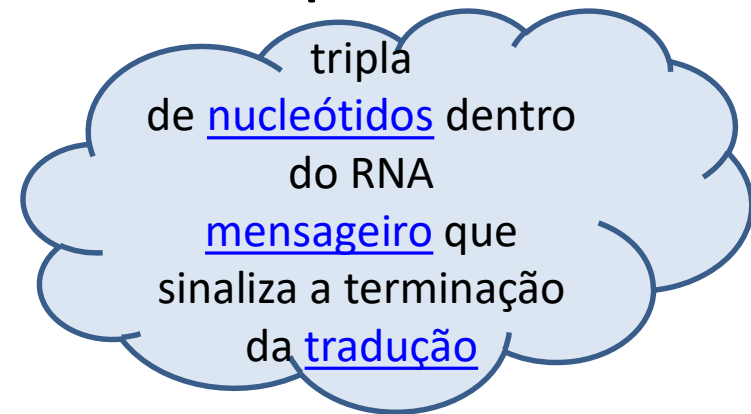 tripla
de nucleótidos dentro
do RNA
mensageiro que
sinaliza a terminação
da tradução